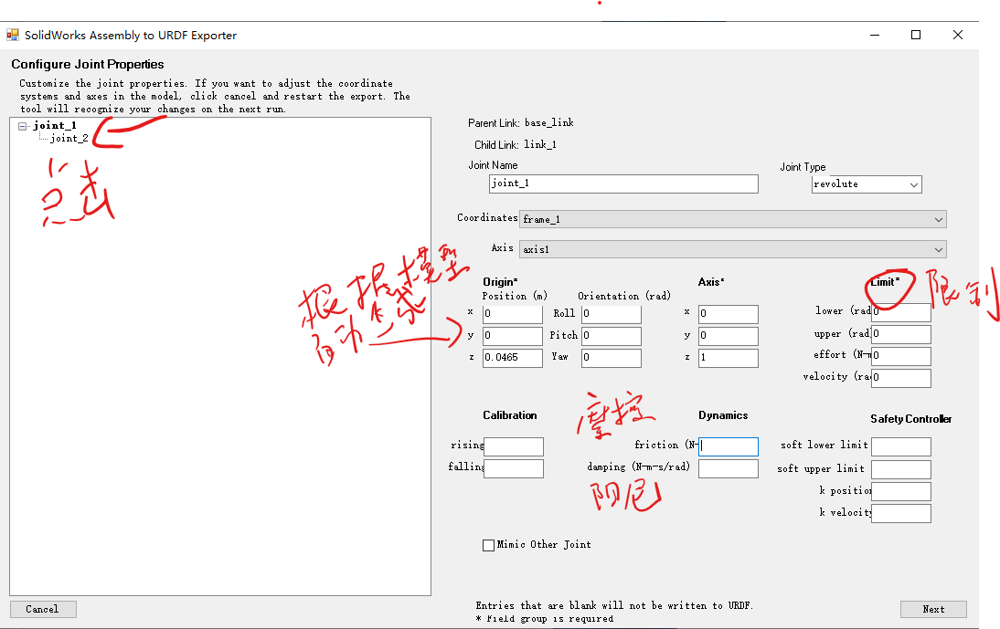 SolidWorks Assembly to URDF Exporter
Configure Joint Properties
Customize the joint properties. If you want to adjust the coordinate
systems and axes in the model, click cancel and restart the export. The
tool will recognize your changes on the next run.
joint_1
joint_2
点击
Parent Link: base_link
Child Link: link_1
Joint Name
Joint Type
joint_1
revolute
Coordinates
frame_1
Axis
axis1
根据模型
自动生成
Origin*
Position (m)
Orientation (rad)
x
0
Roll
0
y
0
Pitch
0
z
0.0465
Yaw
0
Axis*
x
0
y
0
z
1
Limit*
限制
lower (rad
0
upper (rad
0
effort (N-m
0
velocity (ra
0
Calibration
rising
falling
摩擦
Dynamics
friction (N-
damping (N-m-s/rad)
阻尼
Safety Controller
soft lower limit
soft upper limit
k position
k velocity
Mimic Other Joint
Cancel
Entries that are blank will not be written to URDF.
* Field group is required
Next